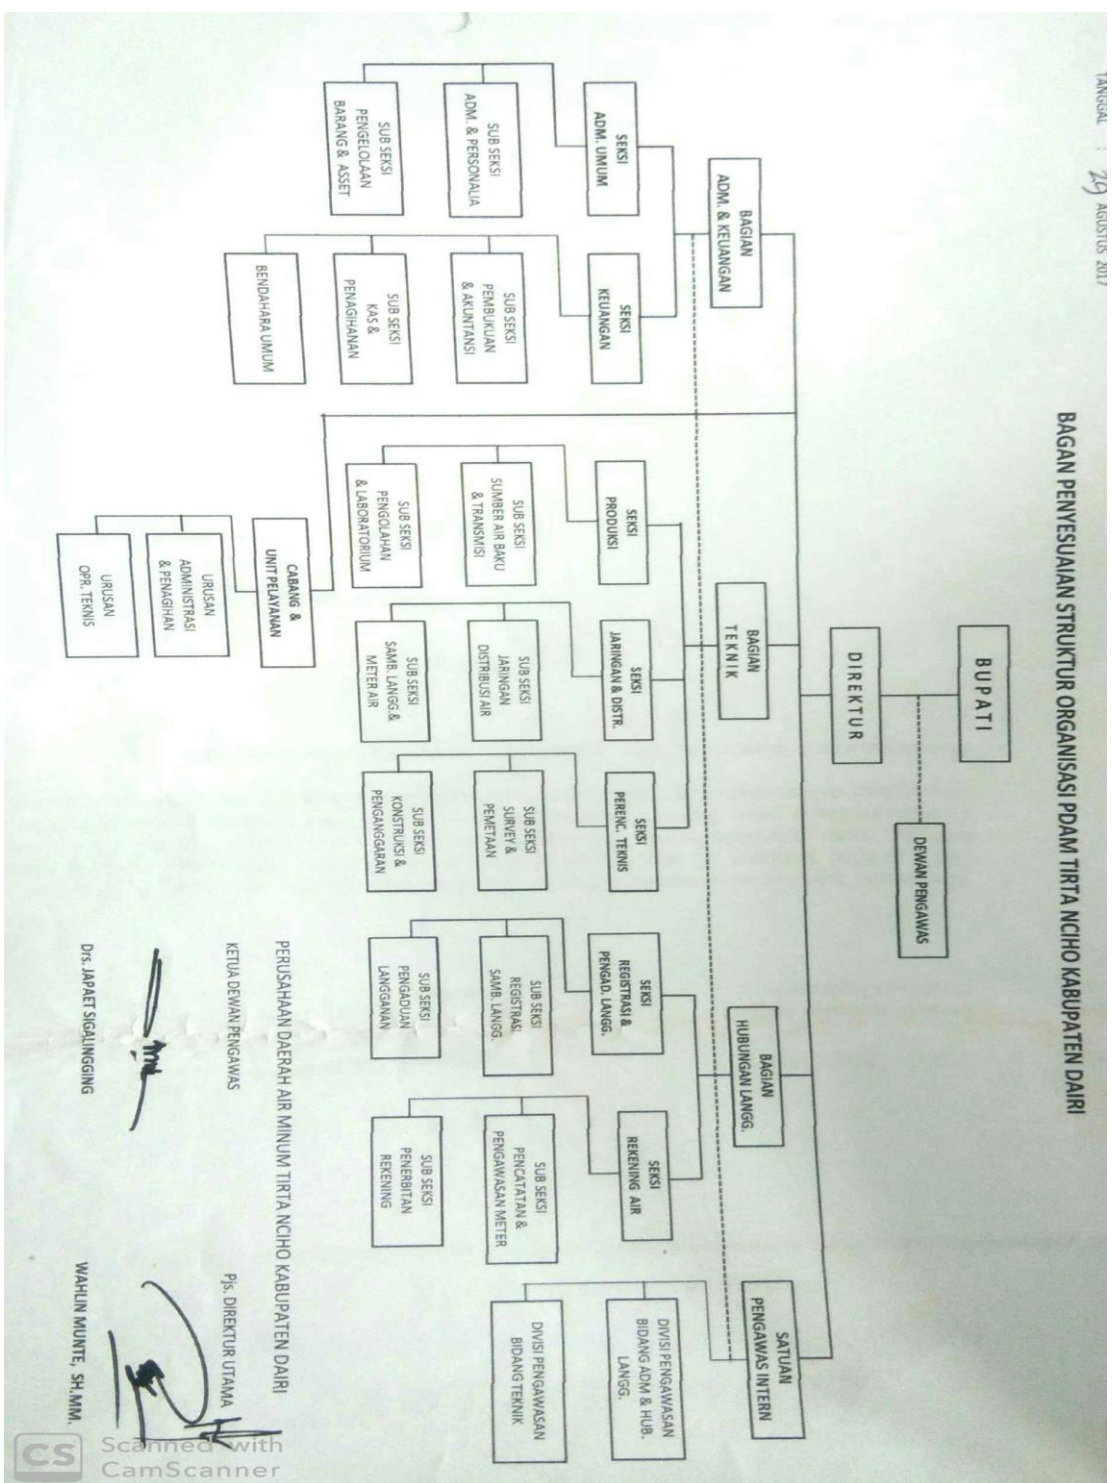 TANGGAL : 29 AGUSTUS 2017
BAGAN PENYESUAIAN STRUKTUR ORGANISASI PDAM TIRTA NCIHO KABUPATEN DAIRI
BUPATI
DEWAN PENGAWAS
DIREKTUR
BAGIAN
ADM. & KEUANGAN
BAGIAN
TEKNIK
BAGIAN
HUBUNGAN LANGG.
SATUAN
PENGAWAS INTERN
SEKSI
ADM. UMUM
SEKSI
KEUANGAN
SEKSI
PRODUKSI
SEKSI
JARINGAN & DISTR.
SEKSI
PERENC. TEKNIS
SEKSI
REGISTRASI &
PENGAD. LANGG.
SEKSI
REKENING AIR
DIVISI PENGAWASAN
BIDANG ADM & HUB.
LANGG.
SUB SEKSI
ADM. & PERSONALIA
SUB SEKSI
PEMBUKUAN
& AKUNTANSI
SUB SEKSI
SUMBER AIR BAKU
& TRANSMISI
SUB SEKSI
JARINGAN
DISTRIBUSI AIR
SUB SEKSI
SURVEY &
PEMETAAN
SUB SEKSI
REGISTRASI
SAMB. LANGG.
SUB SEKSI
PENCATATAN &
PENGAWASAN METER
DIVISI PENGAWASAN
BIDANG TEKNIK
SUB SEKSI
PENGELOLAAN
BARANG & ASSET
SUB SEKSI
KAS &
PENAGIHANAN
SUB SEKSI
PENGOLAHAN
& LABORATORIUM
SUB SEKSI
SAMB. LANGG.&
METER AIR
SUB SEKSI
KONSTRUKSI &
PENGANGGARAN
SUB SEKSI
PENGADUAN
LANGGANAN
SUB SEKSI
PENERBITAN
REKENING
BENDAHARA UMUM
CABANG &
UNIT PELAYANAN
URUSAN
ADMINISTRASI
& PENAGIHAN
URUSAN
OPR. TEKNIS
PERUSAHAAN DAERAH AIR MINUM TIRTA NCIHO KABUPATEN DAIRI
KETUA DEWAN PENGAWAS
Pjs. DIREKTUR UTAMA
Drs. JAPAET SIGALINGGING
WAHLIN MUNTE, SH.MM.
CS
Scanned with
CamScanner